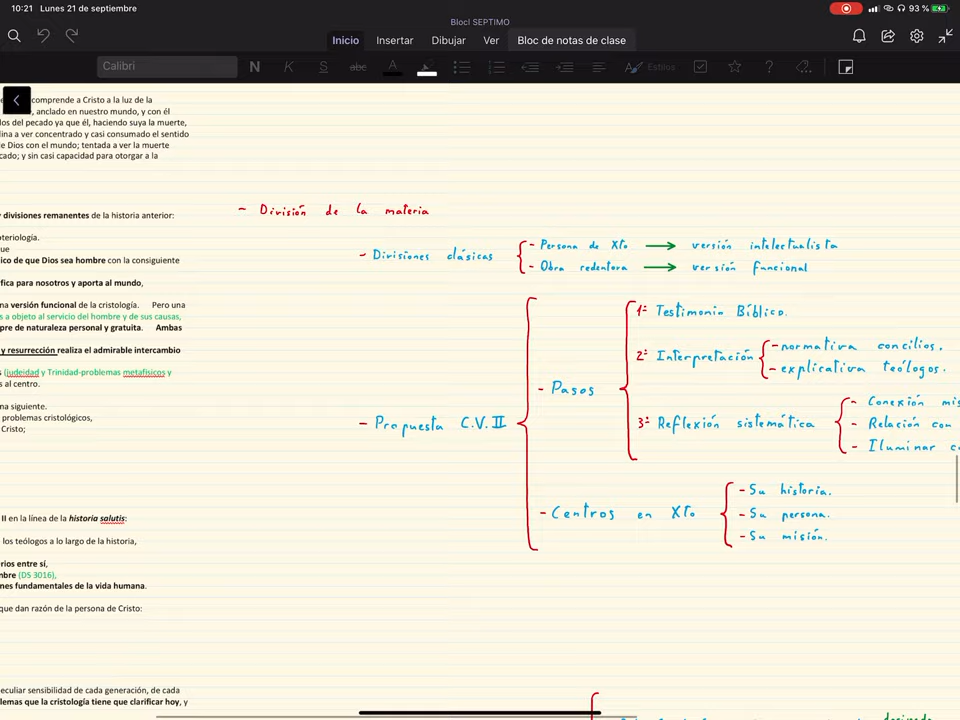 10:21 Lunes 21 de septiembre
93 %
Blocl SEPTIMO
Inicio Insertar Dibujar Ver Bloc de notas de clase
Calibri N K S abc A Estilos
comprende a Cristo a la luz de la
, anclado en nuestro mundo, y con él
los del pecado ya que él, haciendo suya la muerte,
lina a ver concentrado y casi consumado el sentido
e Dios con el mundo; tentada a ver la muerte
cado; y sin casi capacidad para otorgar a la
- División de la materia
y divisiones remanentes de la historia anterior:
oteriología.
que
ico de que Dios sea hombre con la consiguiente
fica para nosotros y aporta al mundo,
na versión funcional de la cristología. Pero una
s a objeto al servicio del hombre y de sus causas,
pre de naturaleza personal y gratuita. Ambas
y resurrección realiza el admirable intercambio
s (judeidad y Trinidad-problemas metafísicos y
s al centro.
na siguiente.
problemas cristológicos,
Cristo;
- Divisiones clásicas
- Persona de Xto → versión intelectualista
- Obra redentora → versión funcional
- Propuesta C.V.II
- Pasos
1º Testimonio Bíblico.
2º Interpretación
- normativa concilios.
- explicativa teólogos.
3º Reflexión sistemática
- Conexión mis
- Relación con
- Iluminar c
- Centros en Xto
- Su historia.
- Su persona.
- Su misión.
II en la línea de la historia salutis:
los teólogos a lo largo de la historia,
erios entre sí,
mbre (DS 3016),
nes fundamentales de la vida humana.
que dan razón de la persona de Cristo:
eculiar sensibilidad de cada generación, de cada
lemas que la cristología tiene que clarificar hoy, y